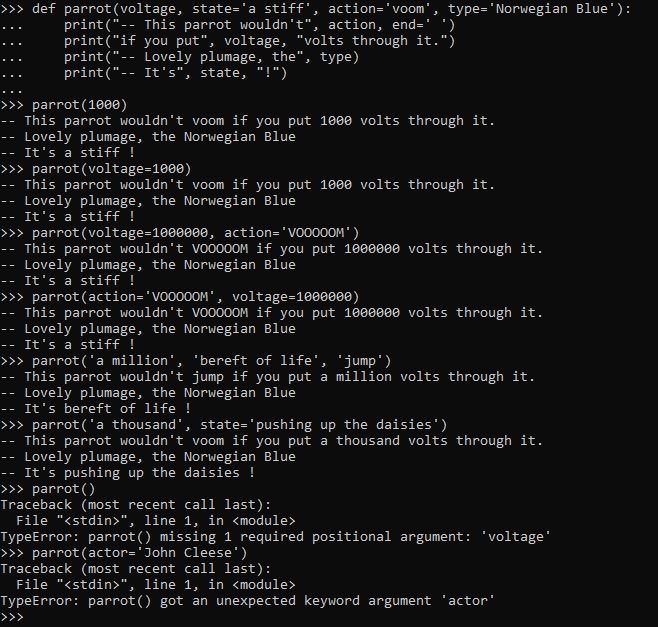 >>> def parrot(voltage, state='a stiff', action='voom', type='Norwegian Blue'):
...     print("-- This parrot wouldn't", action, end=' ')
...     print("if you put", voltage, "volts through it.")
...     print("-- Lovely plumage, the", type)
...     print("-- It's", state, "!")
...
>>> parrot(1000)
-- This parrot wouldn't voom if you put 1000 volts through it.
-- Lovely plumage, the Norwegian Blue
-- It's a stiff !
>>> parrot(voltage=1000)
-- This parrot wouldn't voom if you put 1000 volts through it.
-- Lovely plumage, the Norwegian Blue
-- It's a stiff !
>>> parrot(voltage=1000000, action='VOOOOOM')
-- This parrot wouldn't VOOOOOM if you put 1000000 volts through it.
-- Lovely plumage, the Norwegian Blue
-- It's a stiff !
>>> parrot(action='VOOOOOM', voltage=1000000)
-- This parrot wouldn't VOOOOOM if you put 1000000 volts through it.
-- Lovely plumage, the Norwegian Blue
-- It's a stiff !
>>> parrot('a million', 'bereft of life', 'jump')
-- This parrot wouldn't jump if you put a million volts through it.
-- Lovely plumage, the Norwegian Blue
-- It's bereft of life !
>>> parrot('a thousand', state='pushing up the daisies')
-- This parrot wouldn't voom if you put a thousand volts through it.
-- Lovely plumage, the Norwegian Blue
-- It's pushing up the daisies !
>>> parrot()
Traceback (most recent call last):
  File "<stdin>", line 1, in <module>
TypeError: parrot() missing 1 required positional argument: 'voltage'
>>> parrot(actor='John Cleese')
Traceback (most recent call last):
  File "<stdin>", line 1, in <module>
TypeError: parrot() got an unexpected keyword argument 'actor'
>>>